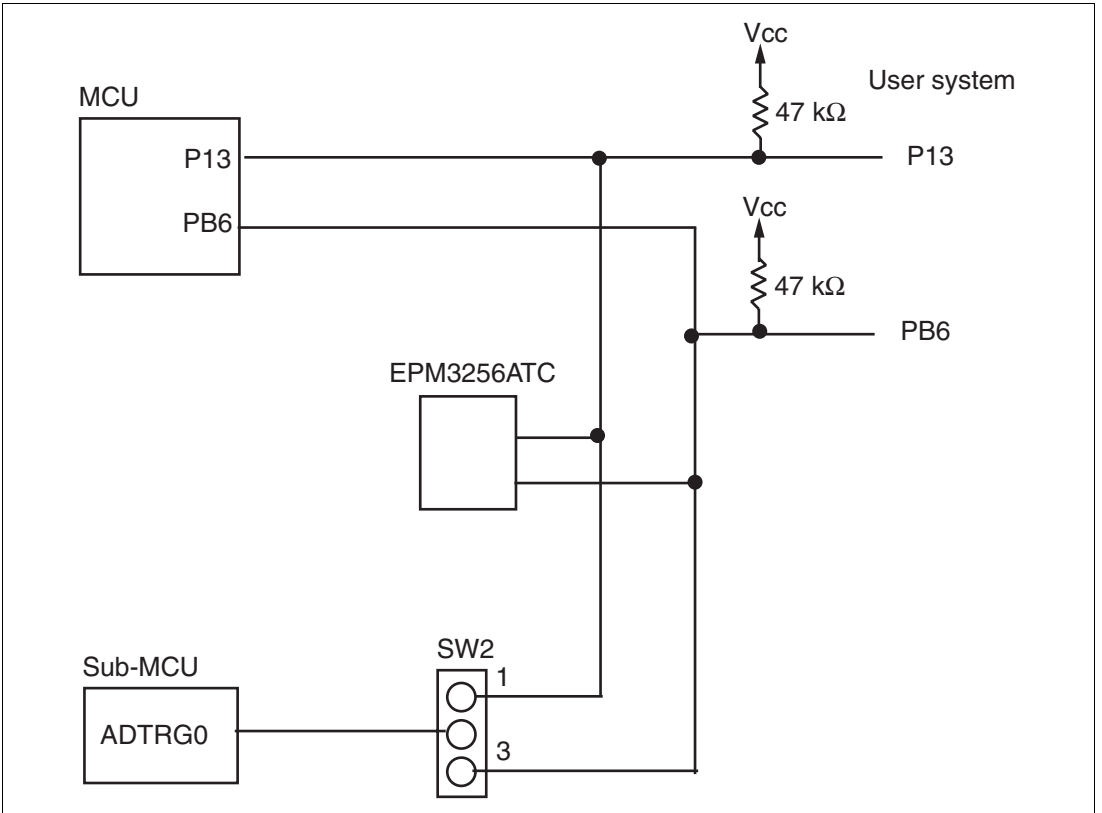 Vcc
User system
MCU
47 kΩ
P13
P13
PB6
Vcc
47 kΩ
PB6
EPM3256ATC
SW2
1
Sub-MCU
ADTRG0
3